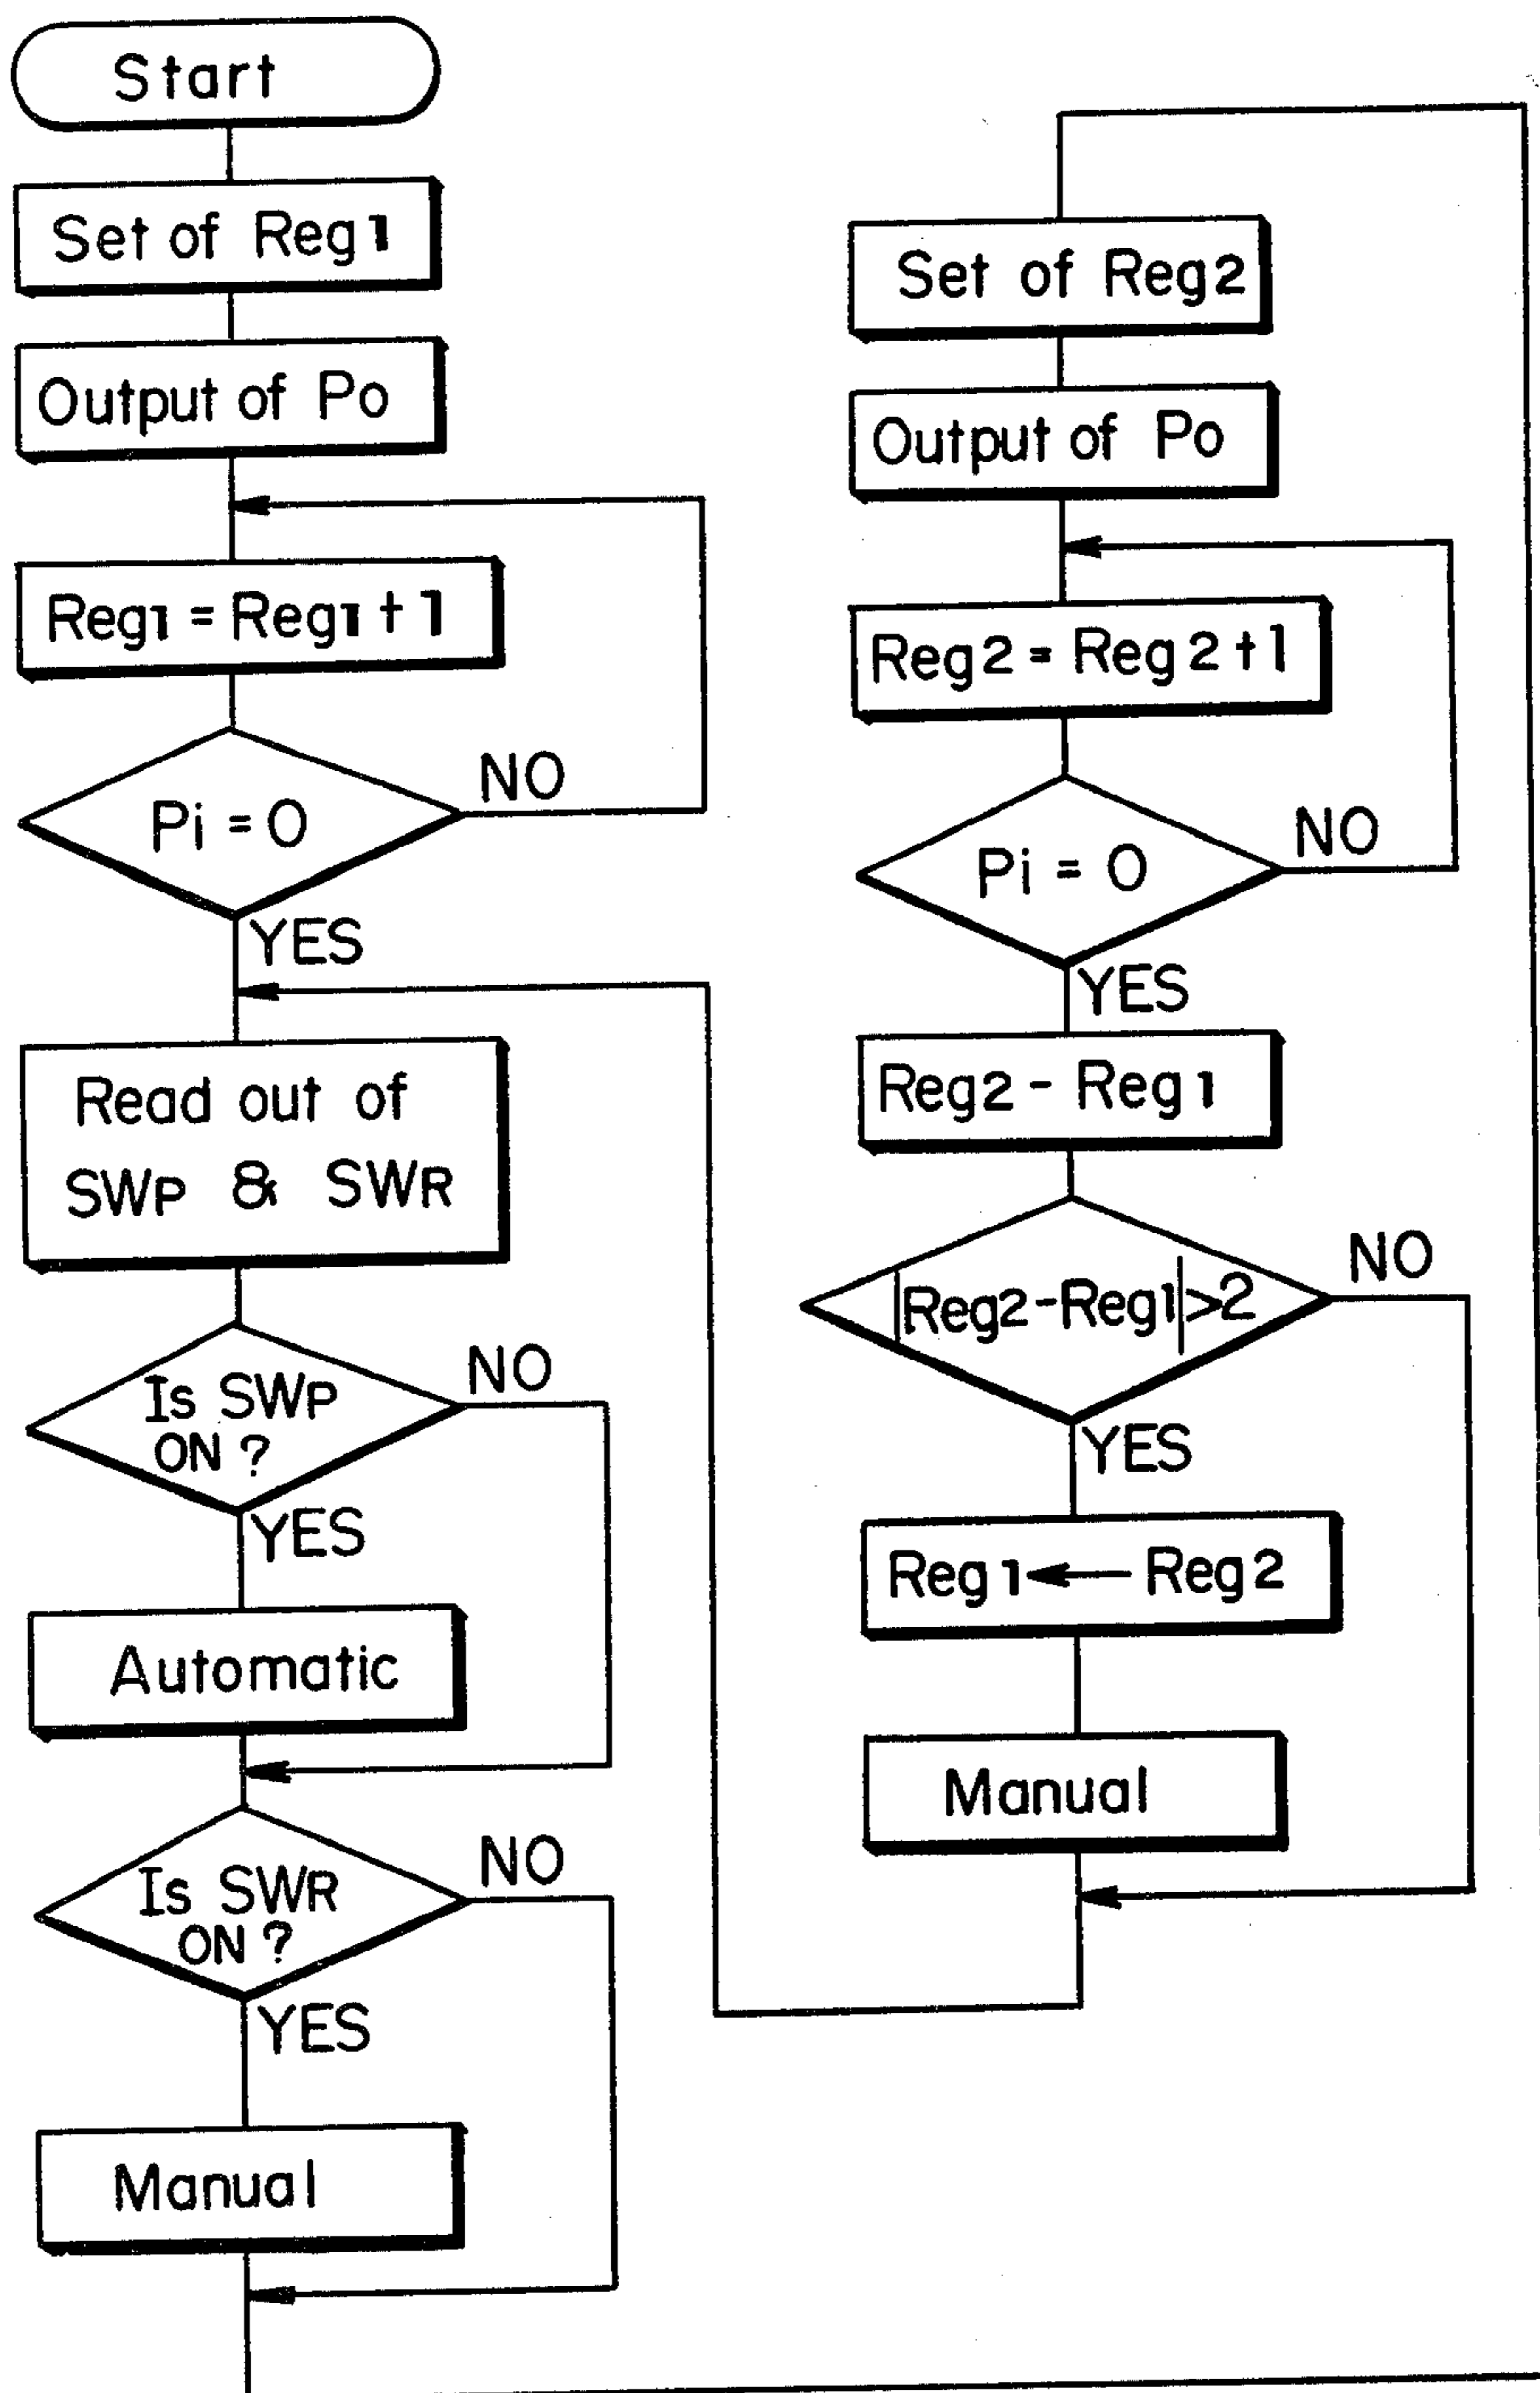 Start
Set of Reg1
Output of Po
Reg1 = Reg1 + 1
Pi = 0
NO
YES
Read out of
SWP & SWR
Is SWP
ON ?
NO
YES
Automatic
Is SWR
ON ?
NO
YES
Manual
Set of Reg2
Output of Po
Reg2 = Reg2+1
Pi = 0
NO
YES
Reg2 - Reg1
|Reg2-Reg1|>2
NO
YES
Reg1 ← Reg2
Manual